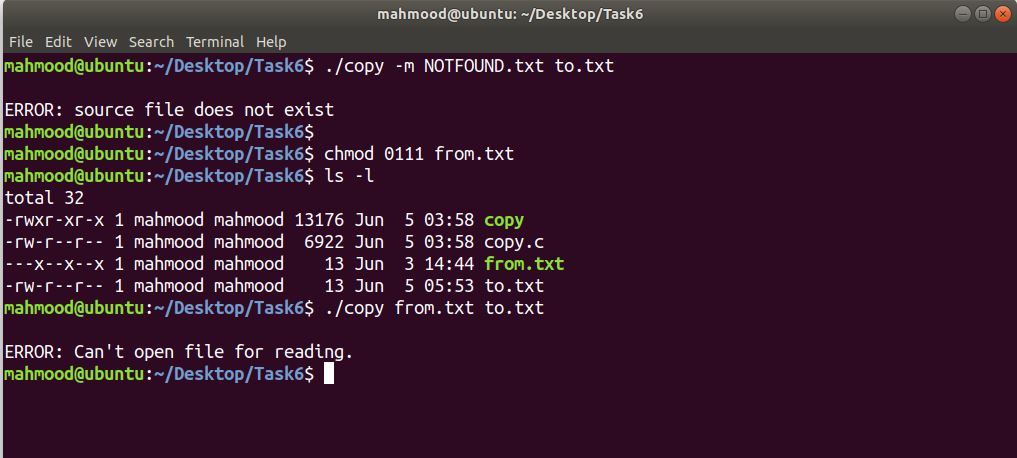 mahmood@ubuntu: ~/Desktop/Task6
File Edit View Search Terminal Help
mahmood@ubuntu:~/Desktop/Task6$ ./copy -m NOTFOUND.txt to.txt
ERROR: source file does not exist
mahmood@ubuntu:~/Desktop/Task6$
mahmood@ubuntu:~/Desktop/Task6$ chmod 0111 from.txt
mahmood@ubuntu:~/Desktop/Task6$ ls -l
total 32
-rwxr-xr-x 1 mahmood mahmood 13176 Jun  5 03:58 copy
-rw-r--r-- 1 mahmood mahmood  6922 Jun  5 03:58 copy.c
---x--x--x 1 mahmood mahmood    13 Jun  3 14:44 from.txt
-rw-r--r-- 1 mahmood mahmood    13 Jun  5 05:53 to.txt
mahmood@ubuntu:~/Desktop/Task6$ ./copy from.txt to.txt
ERROR: Can't open file for reading.
mahmood@ubuntu:~/Desktop/Task6$